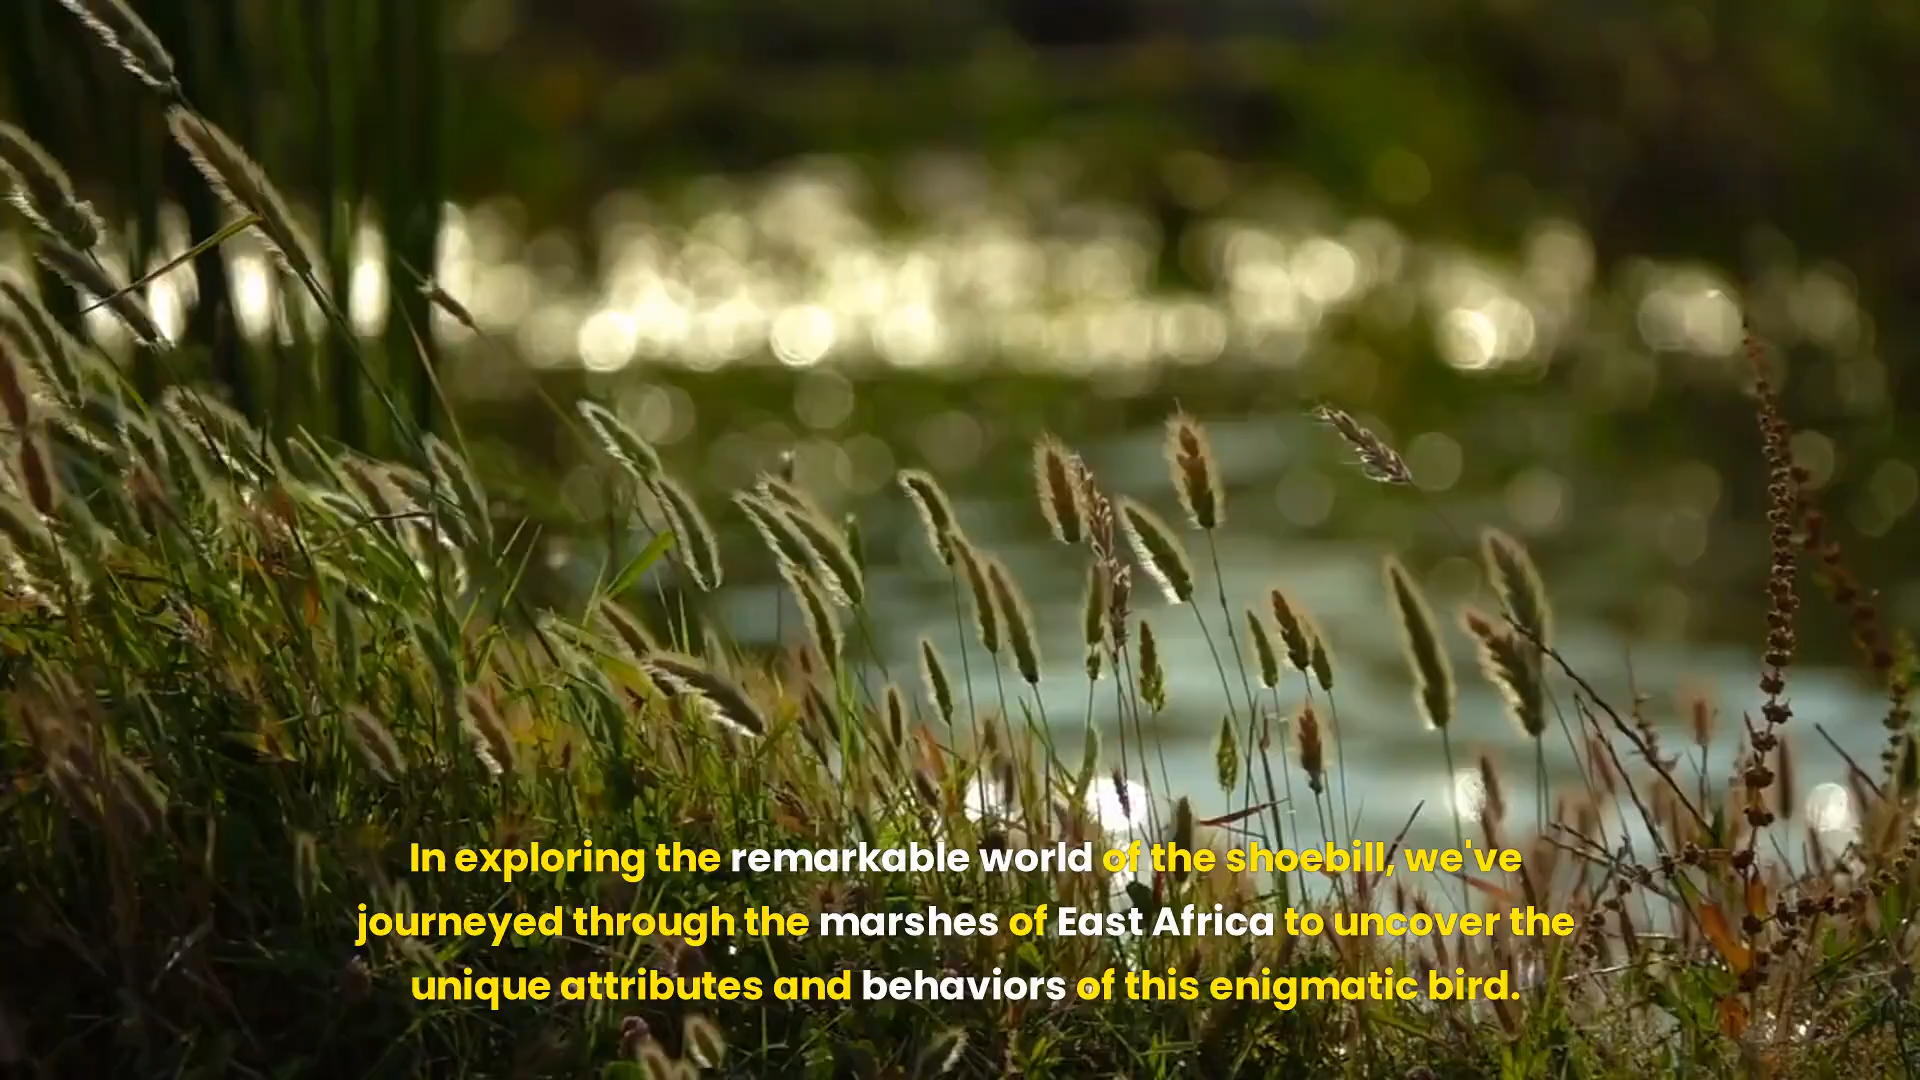 In exploring the remarkable world of the shoebill, we've
journeyed through the marshes of East Africa to uncover the
unique attributes and behaviors of this enigmatic bird.